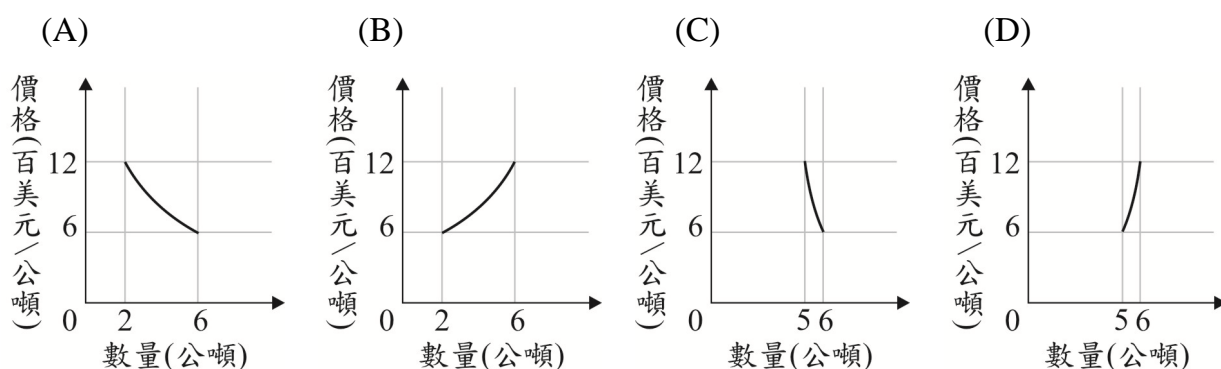 (A) (B) (C) (D)
價格(百美元/公噸) 價格(百美元/公噸) 價格(百美元/公噸) 價格(百美元/公噸)
12 12 12 12
6 6 6 6
0 2 6 0 2 6 0 5 6 0 5 6
數量(公噸) 數量(公噸) 數量(公噸) 數量(公噸)